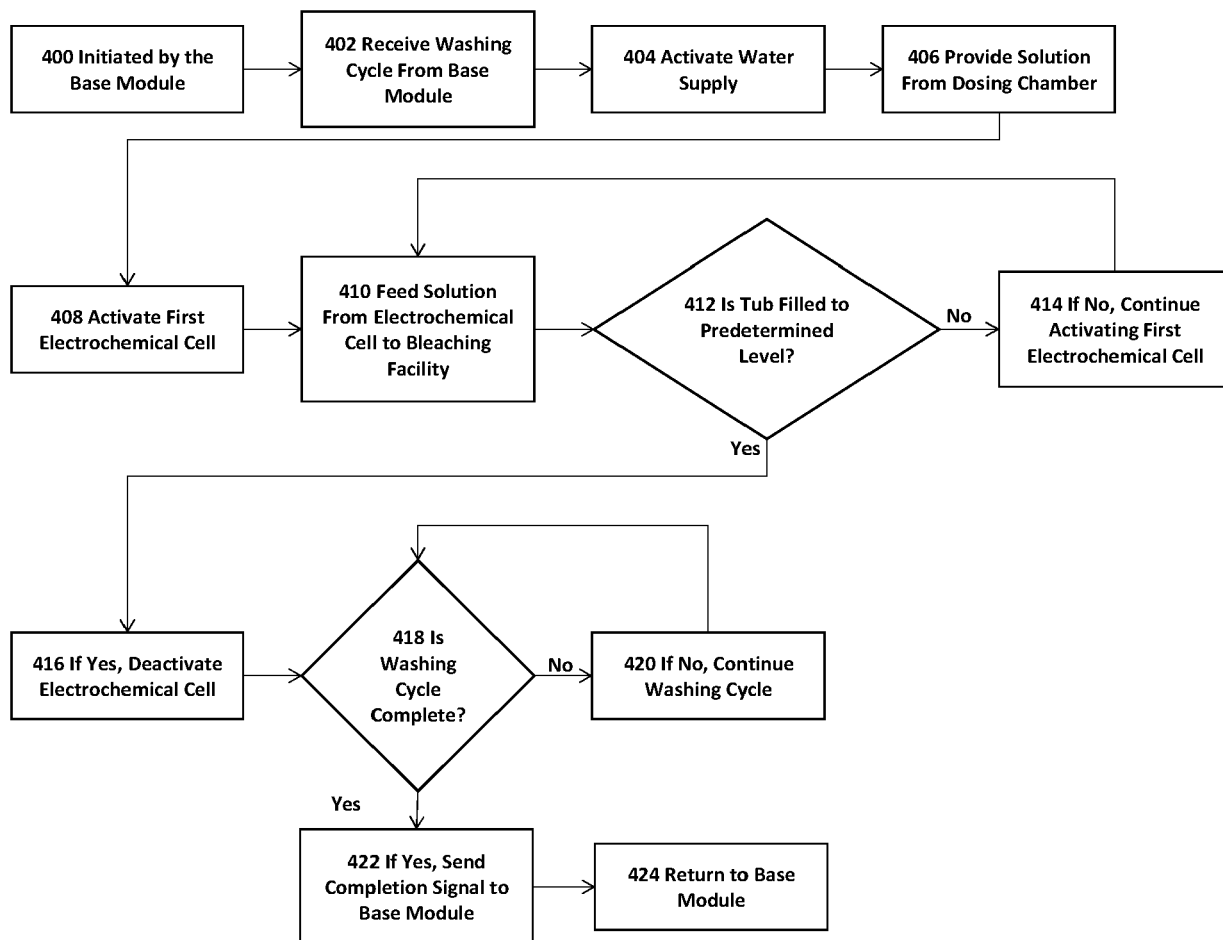 400 Initiated by the
Base Module
402 Receive Washing
Cycle From Base
Module
404 Activate Water
Supply
406 Provide Solution
From Dosing Chamber
408 Activate First
Electrochemical Cell
410 Feed Solution
From Electrochemical
Cell to Bleaching
Facility
412 Is Tub Filled to
Predetermined
Level?
No
414 If No, Continue
Activating First
Electrochemical Cell
Yes
416 If Yes, Deactivate
Electrochemical Cell
418 Is
Washing
Cycle
Complete?
No
420 If No, Continue
Washing Cycle
Yes
422 If Yes, Send
Completion Signal to
Base Module
424 Return to Base
Module